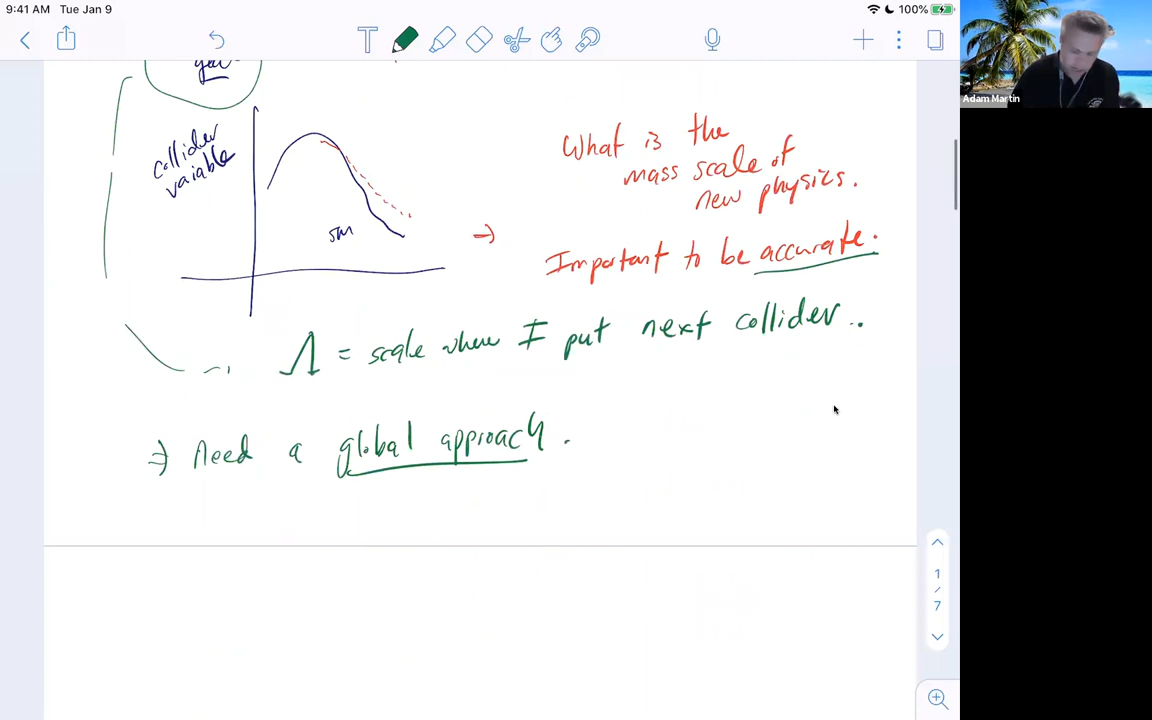 9:41 AM Tue Jan 9
100%
Adam Martin
collider
variable
sm
What is the
mass scale of
new physics.
⇒
Important to be accurate.
Λ = scale where I put next collider..
⇒ Need a global approach.
1
/
7